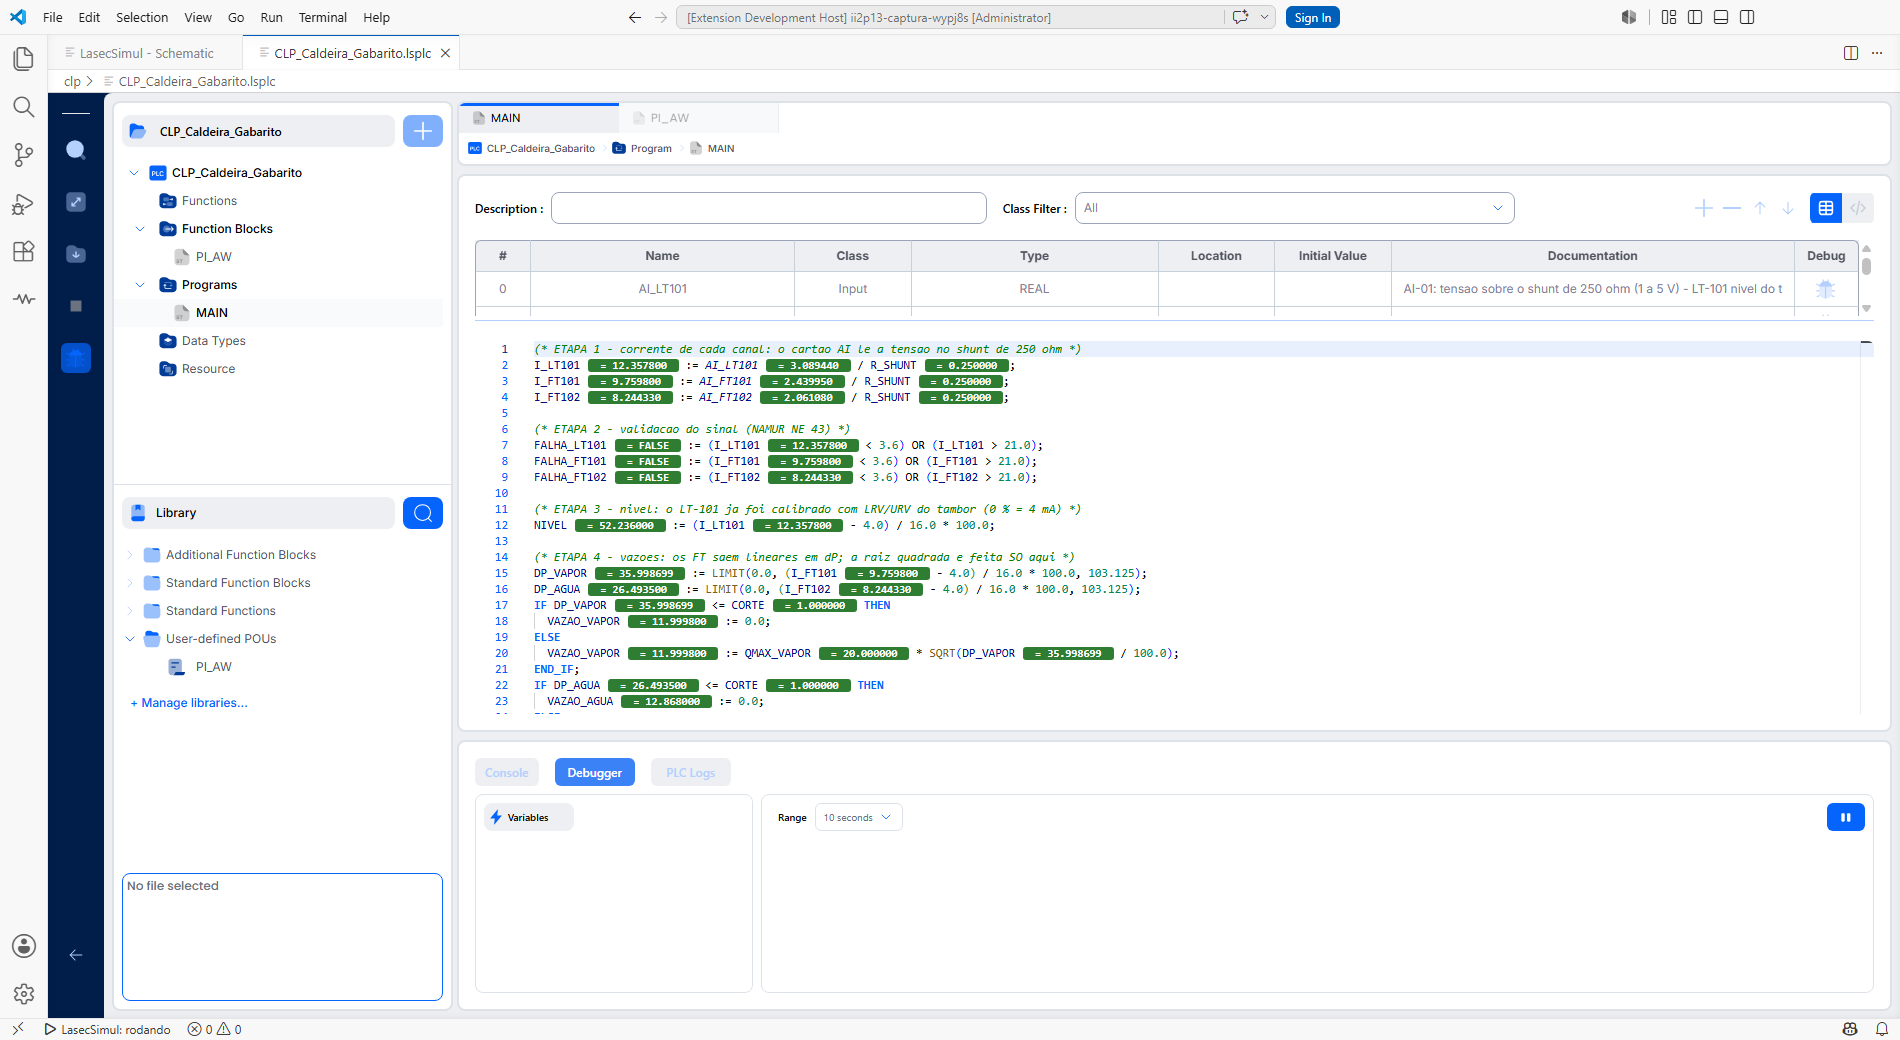 File Edit Selection View Go Run Terminal Help
[Extension Development Host] ii2p13-captura-wypj8s [Administrator]
Sign In
LasecSimul - Schematic
CLP_Caldeira_Gabarito.lsplc
clp > CLP_Caldeira_Gabarito.lsplc
CLP_Caldeira_Gabarito
PLC CLP_Caldeira_Gabarito
Functions
Function Blocks
PI_AW
Programs
MAIN
Data Types
Resource
Library
Additional Function Blocks
Standard Function Blocks
Standard Functions
User-defined POUs
PI_AW
+ Manage libraries...
No file selected
MAIN
PI_AW
PLC CLP_Caldeira_Gabarito Program MAIN
Description :
Class Filter : All
# Name Class Type Location Initial Value Documentation Debug
0 AI_LT101 Input REAL AI-01: tensao sobre o shunt de 250 ohm (1 a 5 V) - LT-101 nivel do t
1 (* ETAPA 1 - corrente de cada canal: o cartao AI le a tensao no shunt de 250 ohm *)
2 I_LT101 = 12.357800 := AI_LT101 = 3.089440 / R_SHUNT = 0.250000 ;
3 I_FT101 = 9.759800 := AI_FT101 = 2.439950 / R_SHUNT = 0.250000 ;
4 I_FT102 = 8.244330 := AI_FT102 = 2.061080 / R_SHUNT = 0.250000 ;
5
6 (* ETAPA 2 - validacao do sinal (NAMUR NE 43) *)
7 FALHA_LT101 = FALSE := (I_LT101 = 12.357800 < 3.6) OR (I_LT101 > 21.0);
8 FALHA_FT101 = FALSE := (I_FT101 = 9.759800 < 3.6) OR (I_FT101 > 21.0);
9 FALHA_FT102 = FALSE := (I_FT102 = 8.244330 < 3.6) OR (I_FT102 > 21.0);
10
11 (* ETAPA 3 - nivel: o LT-101 ja foi calibrado com LRV/URV do tambor (0 % = 4 mA) *)
12 NIVEL = 52.236000 := (I_LT101 = 12.357800 - 4.0) / 16.0 * 100.0;
13
14 (* ETAPA 4 - vazoes: os FT saem lineares em dP; a raiz quadrada e feita SO aqui *)
15 DP_VAPOR = 35.998699 := LIMIT(0.0, (I_FT101 = 9.759800 - 4.0) / 16.0 * 100.0, 103.125);
16 DP_AGUA = 26.493500 := LIMIT(0.0, (I_FT102 = 8.244330 - 4.0) / 16.0 * 100.0, 103.125);
17 IF DP_VAPOR = 35.998699 <= CORTE = 1.000000 THEN
18 VAZAO_VAPOR = 11.999800 := 0.0;
19 ELSE
20 VAZAO_VAPOR = 11.999800 := QMAX_VAPOR = 20.000000 * SQRT(DP_VAPOR = 35.998699 / 100.0);
21 END_IF;
22 IF DP_AGUA = 26.493500 <= CORTE = 1.000000 THEN
23 VAZAO_AGUA = 12.868000 := 0.0;
Console Debugger PLC Logs
Variables
Range 10 seconds
LasecSimul: rodando 0 0